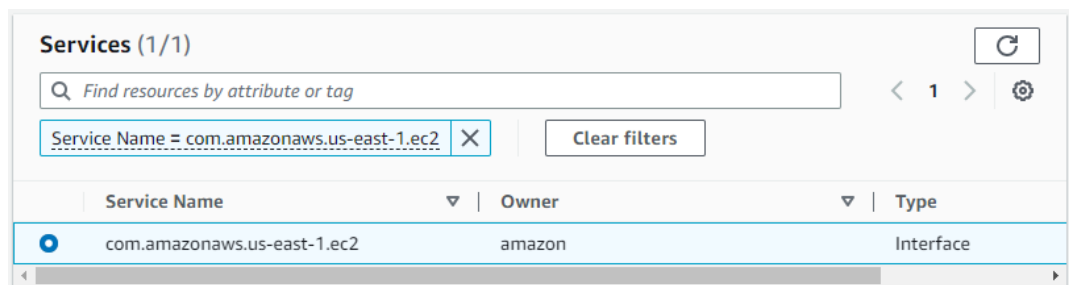 Services (1/1)
Find resources by attribute or tag
1
Service Name = com.amazonaws.us-east-1.ec2
Clear filters
Service Name Owner Type
com.amazonaws.us-east-1.ec2 amazon Interface